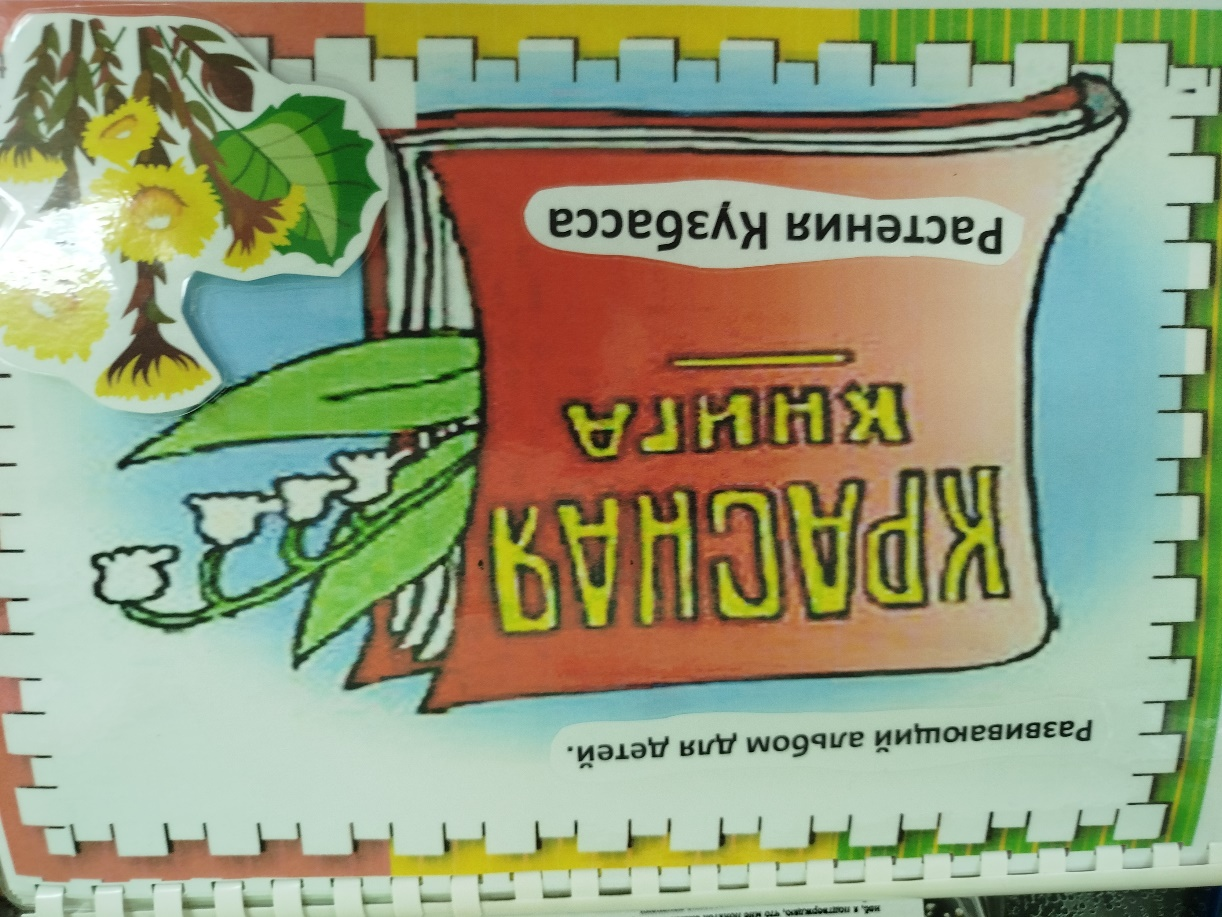 Развивающий альбом для детей.
КРАСНАЯ
КНИГА
Растения Кузбасса